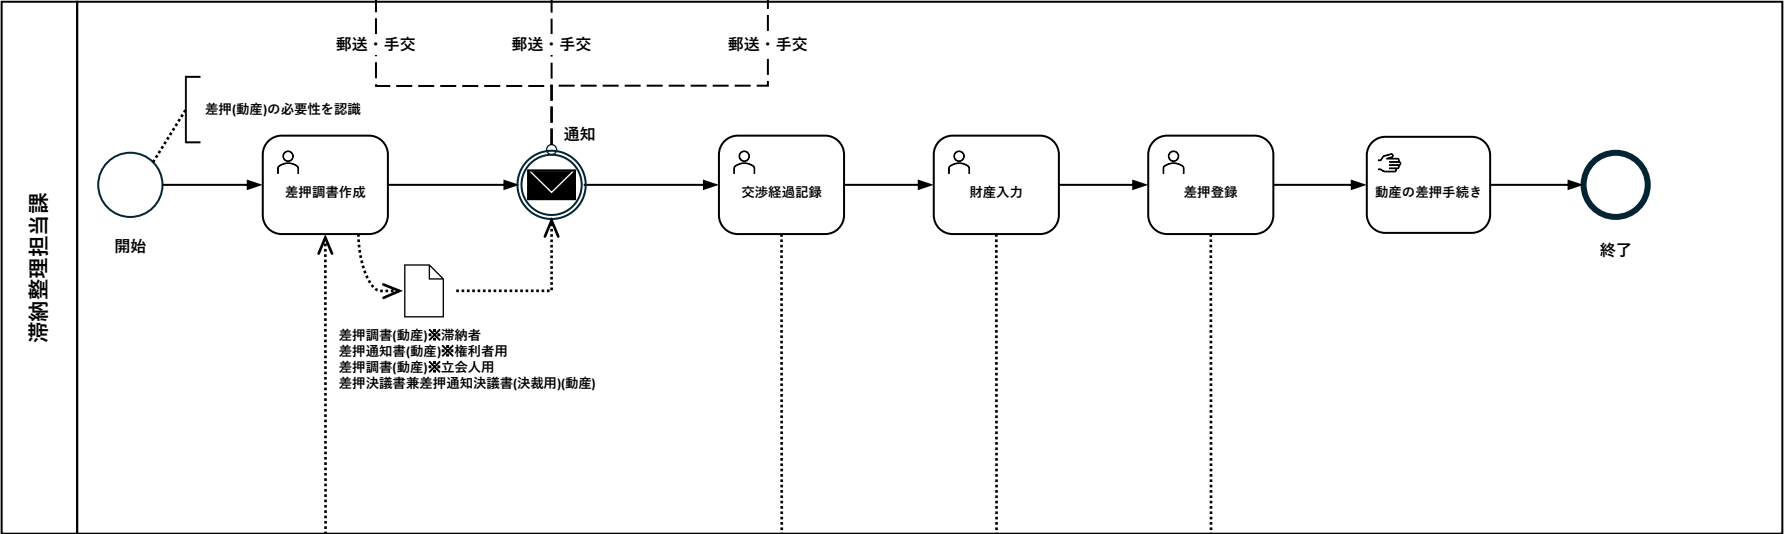 郵送・手交
郵送・手交
郵送・手交
差押(動産)の必要性を認識
通知
滞納整理担当課
開始
差押調書作成
交渉経過記録
財産入力
差押登録
動産の差押手続き
終了
差押調書(動産)※滞納者
差押通知書(動産)※権利者用
差押調書(動産)※立会人用
差押決議書兼差押通知決議書(決裁用)(動産)